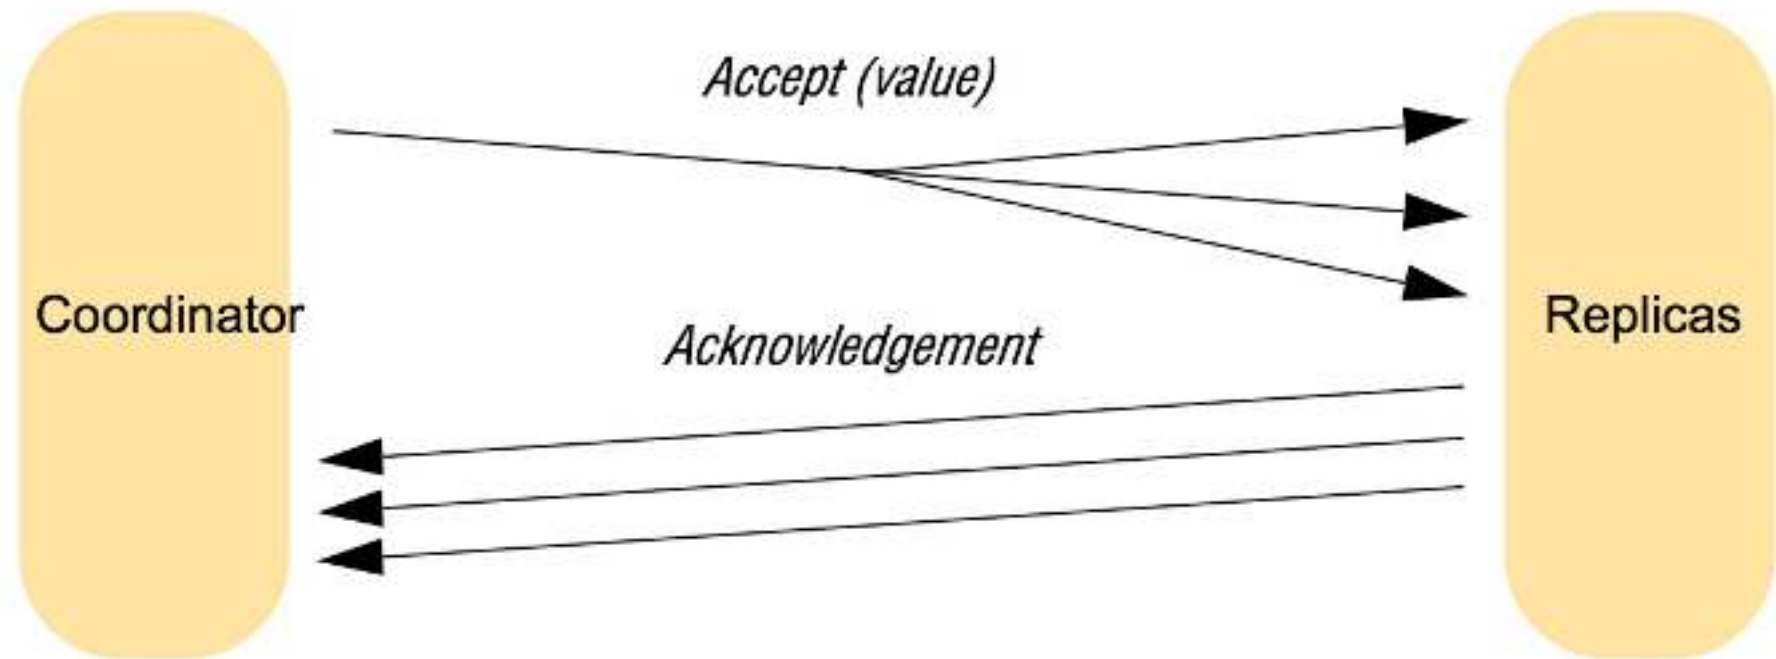 Accept (value)
Coordinator
Replicas
Acknowledgement